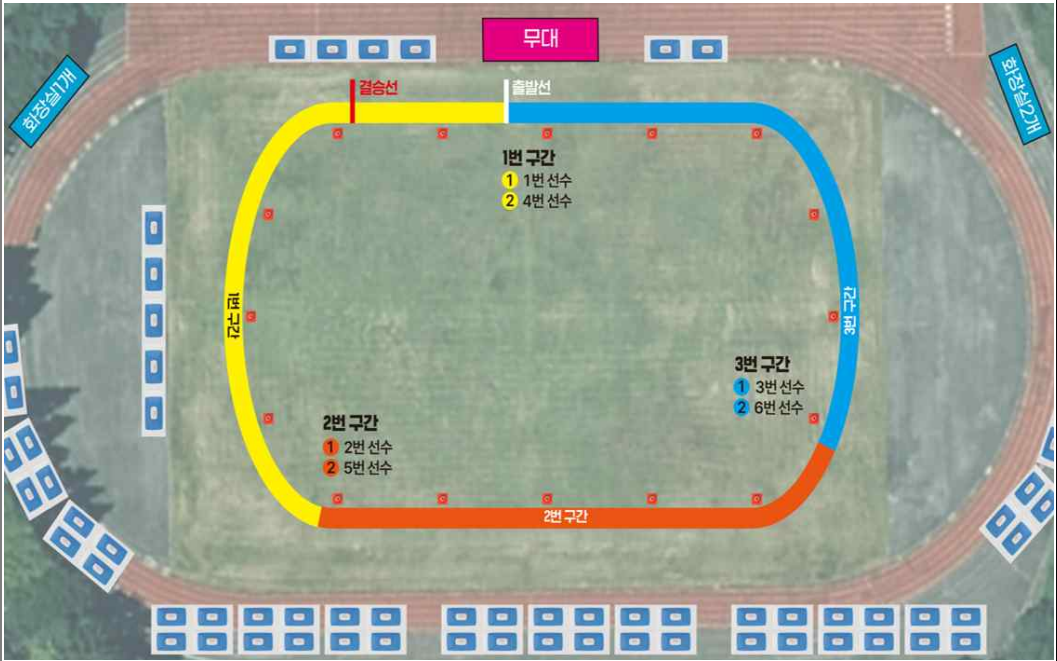 무대
화장실1개
화장실2개
결승선
출발선
1번 구간
1 1번 선수
2 4번 선수
1번 구간
3번 구간
3번 구간
1 3번 선수
2 6번 선수
2번 구간
1 2번 선수
2 5번 선수
2번 구간